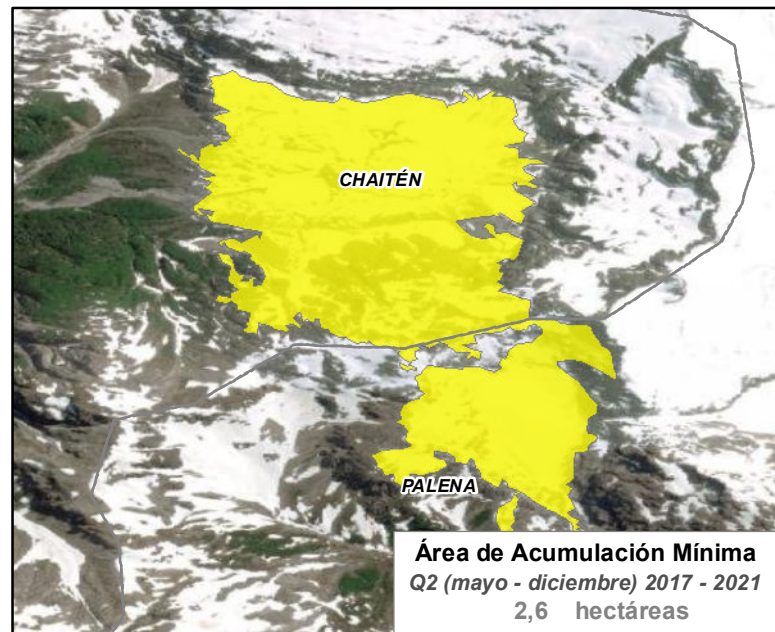 CHAITÉN
PALENA
Área de Acumulación Mínima
Q2 (mayo - diciembre) 2017 - 2021
2,6 hectáreas